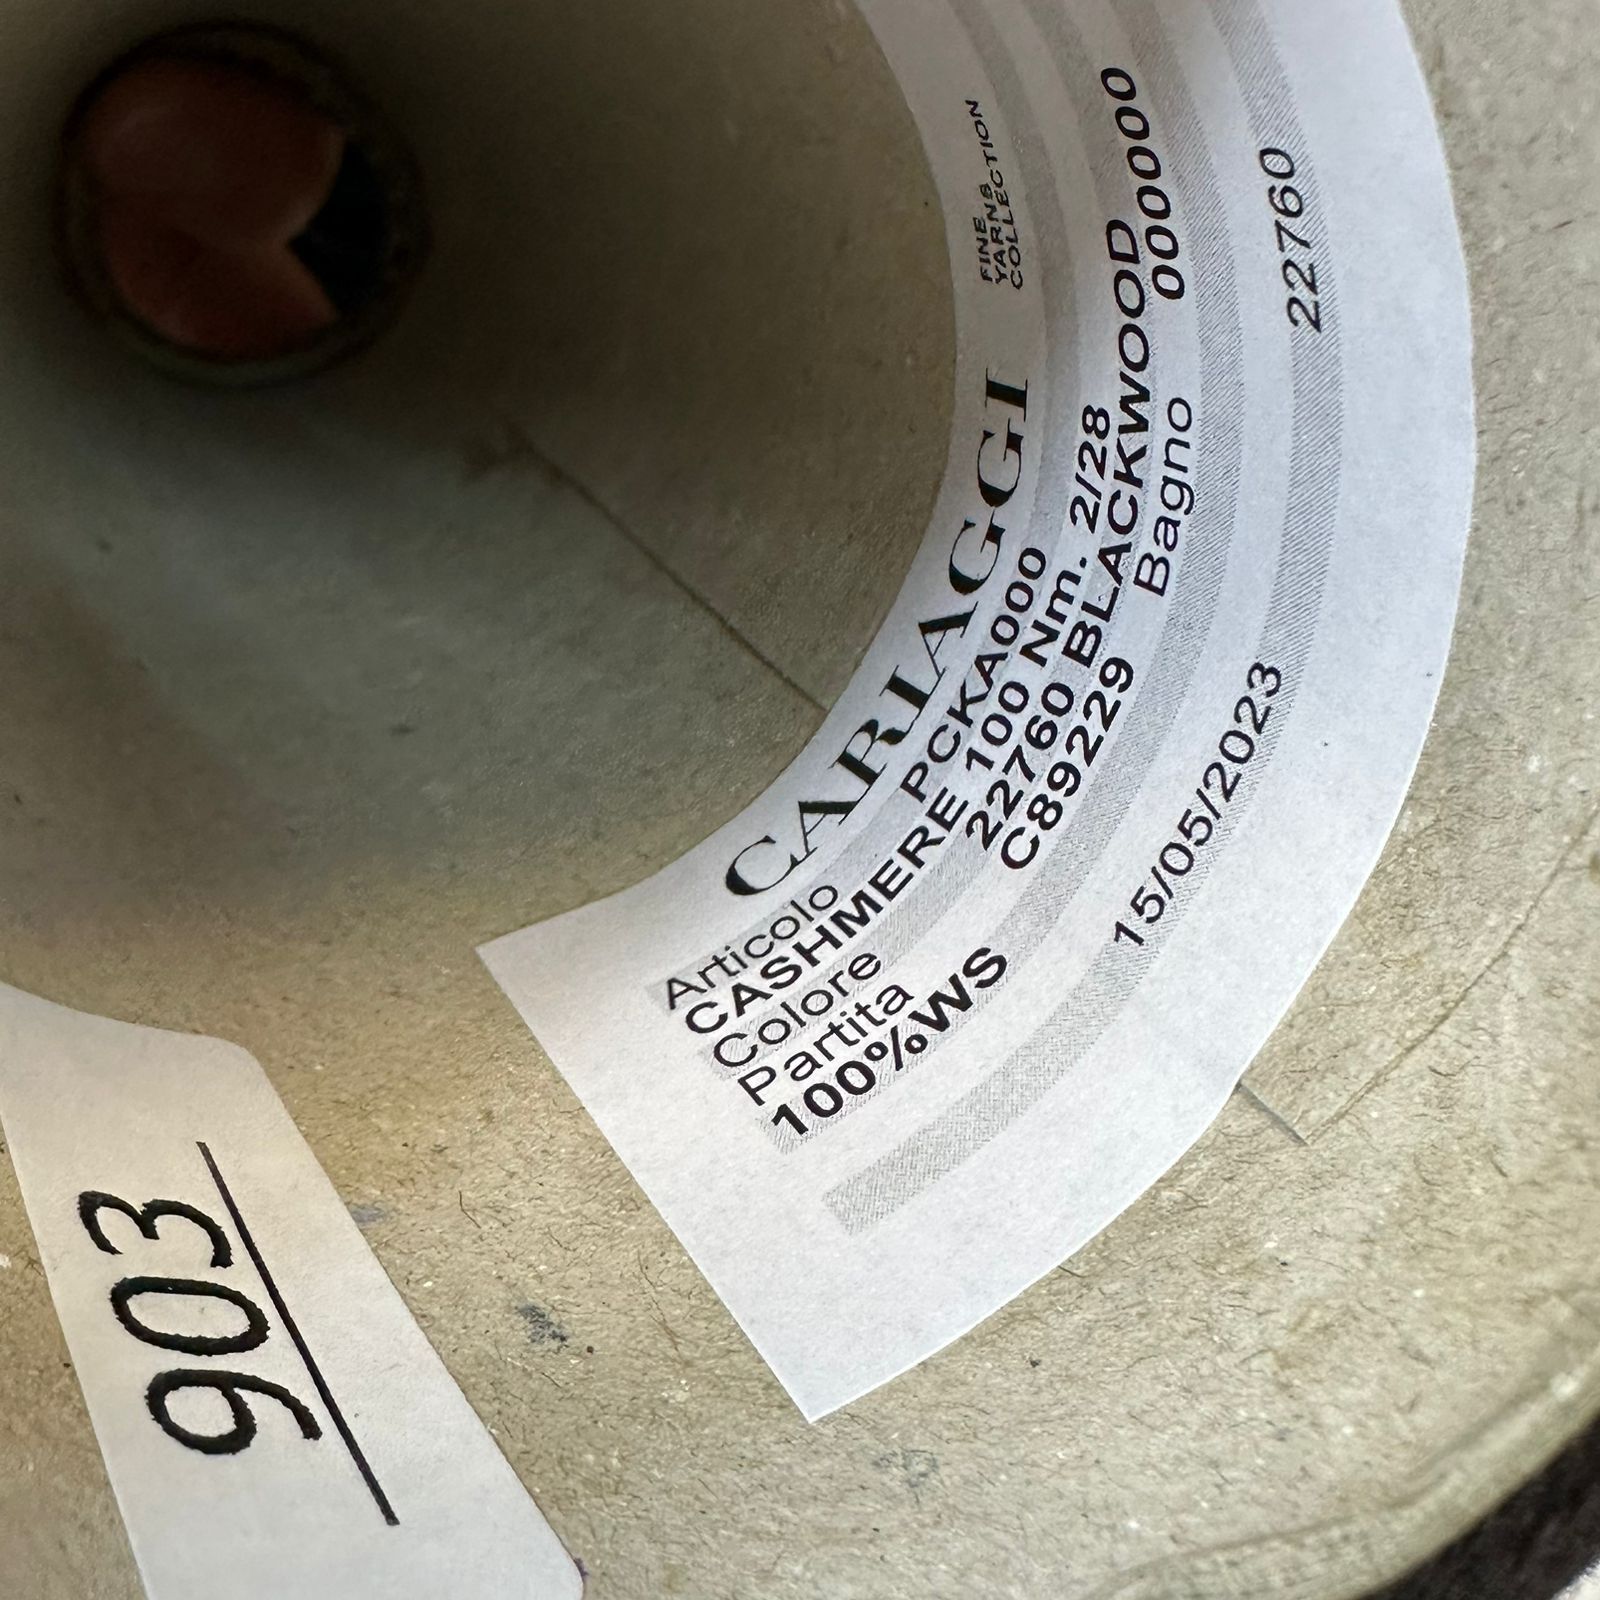 CARIAGGI
FINE
YARNS
COLLECTION
Articolo PCKA000
CASHMERE 100 Nm. 2/28
Colore 22760 BLACKWOOD
Partita C89229 Bagno 000000
100%WS
15/05/2023 22760
903